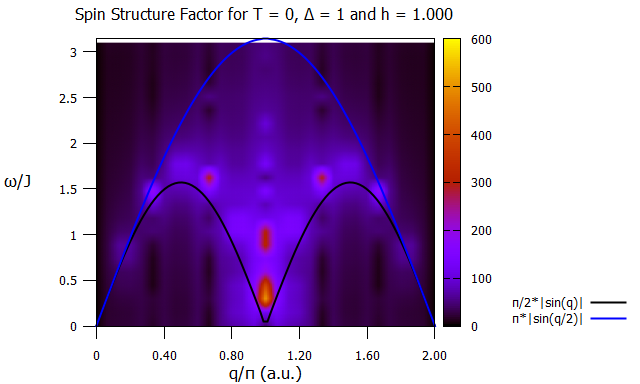 Spin Structure Factor for T = 0, Δ = 1 and h = 1.000
3
2.5
2
1.5
1
0.5
0
ω/J
0 0.40 0.80 1.20 1.60 2.00
q/π (a.u.)
600
500
400
300
200
100
0
π/2*|sin(q)|
π*|sin(q/2)|